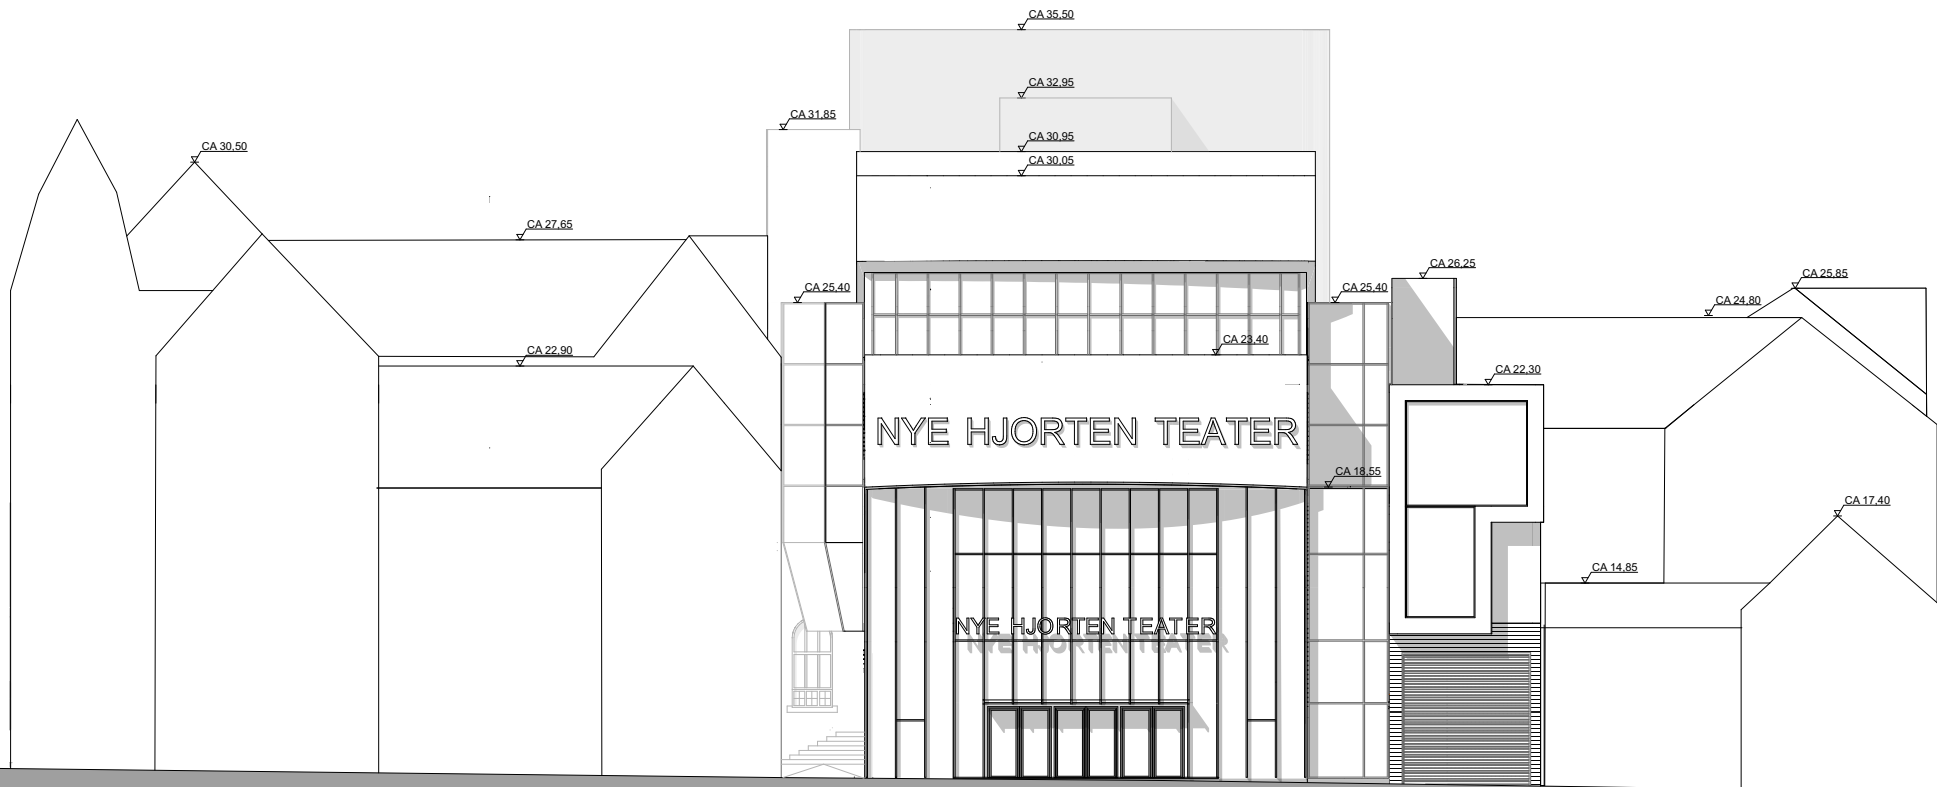 CA 35,50
CA 32,95
CA 31,85
CA 30,95
CA 30,50
CA 30,05
CA 27,65
CA 26,25
CA 25,85
CA 25,40
CA 25,40
CA 24,80
CA 23,40
CA 22,90
CA 22,30
NYE HJORTEN TEATER
CA 18,55
CA 17,40
CA 14,85
NYE HJORTEN TEATER